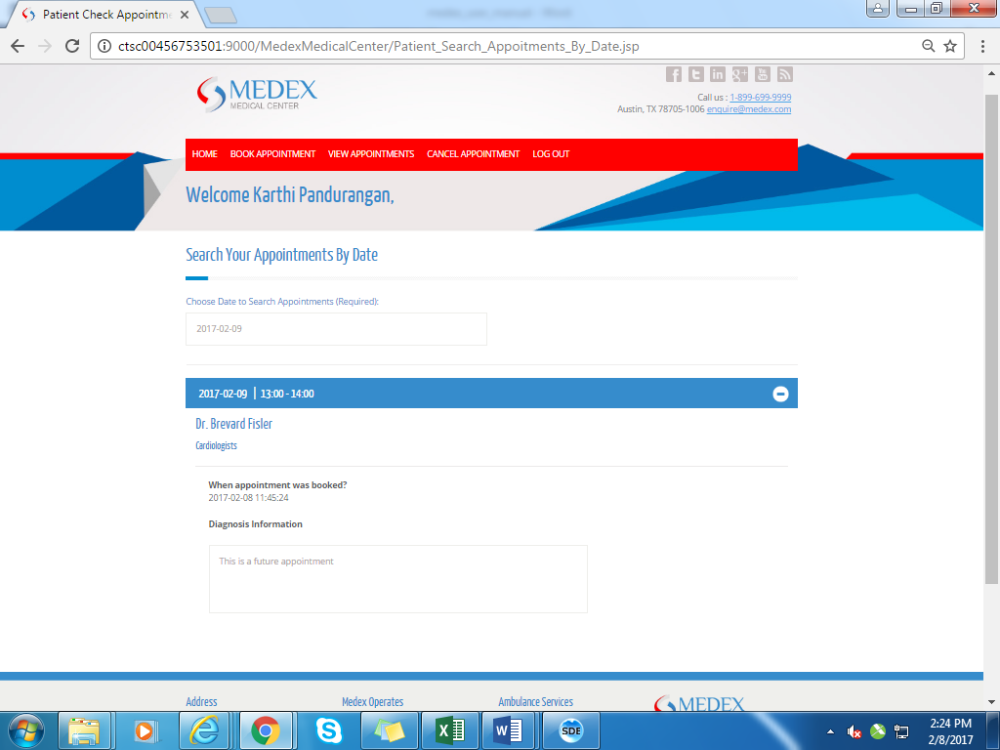 Patient Check Appointme
ctsc00456753501:9000/MedexMedicalCenter/Patient_Search_Appoitments_By_Date.jsp
MEDEX
MEDICAL CENTER
Call us : 1-899-699-9999
Austin, TX 78705-1006 enquire@medex.com
HOME BOOK APPOINTMENT VIEW APPOINTMENTS CANCEL APPOINTMENT LOG OUT
Welcome Karthi Pandurangan,
Search Your Appointments By Date
Choose Date to Search Appointments (Required):
2017-02-09
2017-02-09 | 13:00 - 14:00
Dr. Brevard Fisler
Cardiologists
When appointment was booked?
2017-02-08 11:45:24
Diagnosis Information
This is a future appointment
Address Medex Operates Ambulance Services MEDEX
SDE
2:24 PM
2/8/2017